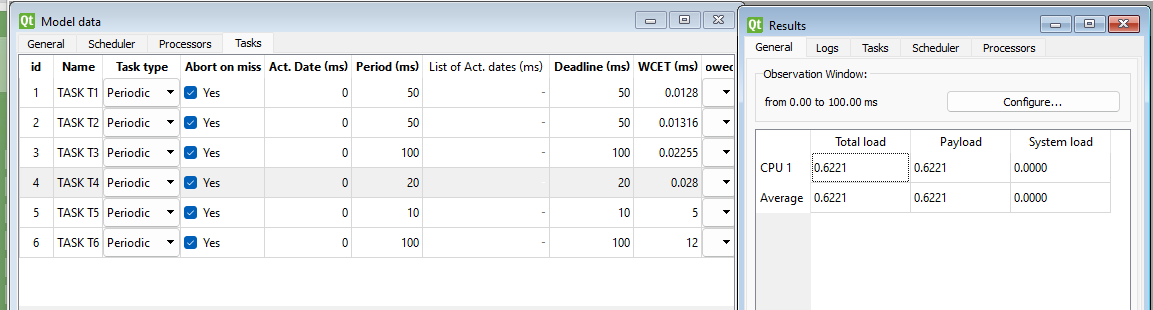 Qt Model data
General Scheduler Processors Tasks
id Name Task type Abort on miss Act. Date (ms) Period (ms) List of Act. dates (ms) Deadline (ms) WCET (ms) owed
1 TASK T1 Periodic Yes 0 50 - 50 0.0128
2 TASK T2 Periodic Yes 0 50 - 50 0.01316
3 TASK T3 Periodic Yes 0 100 - 100 0.02255
4 TASK T4 Periodic Yes 0 20 - 20 0.028
5 TASK T5 Periodic Yes 0 10 - 10 5
6 TASK T6 Periodic Yes 0 100 - 100 12
Qt Results
General Logs Tasks Scheduler Processors
Observation Window:
from 0.00 to 100.00 ms Configure...
Total load Payload System load
CPU 1 0.6221 0.6221 0.0000
Average 0.6221 0.6221 0.0000